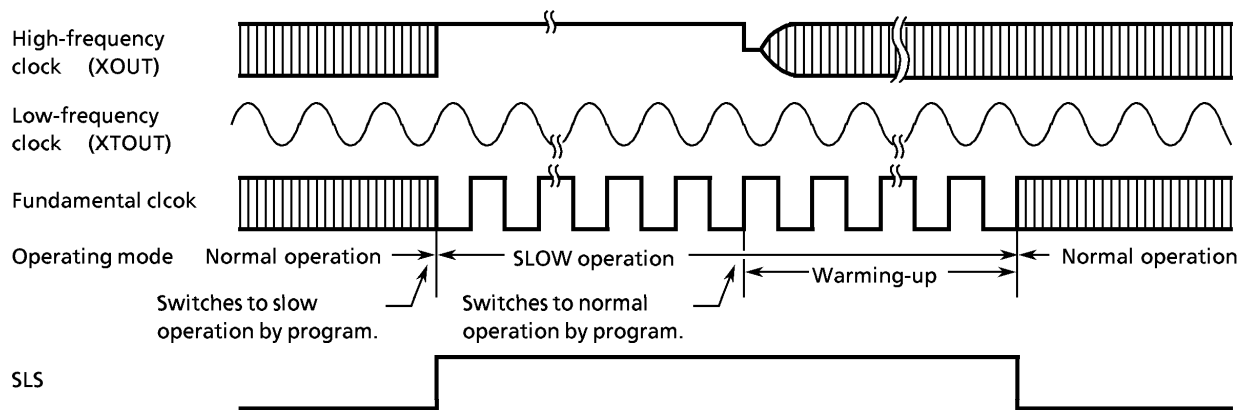 High-frequency
clock (XOUT)
Low-frequency
clock (XTOUT)
Fundamental clcok
Operating mode Normal operation SLOW operation Normal operation
Warming-up
Switches to slow
operation by program.
Switches to normal
operation by program.
SLS